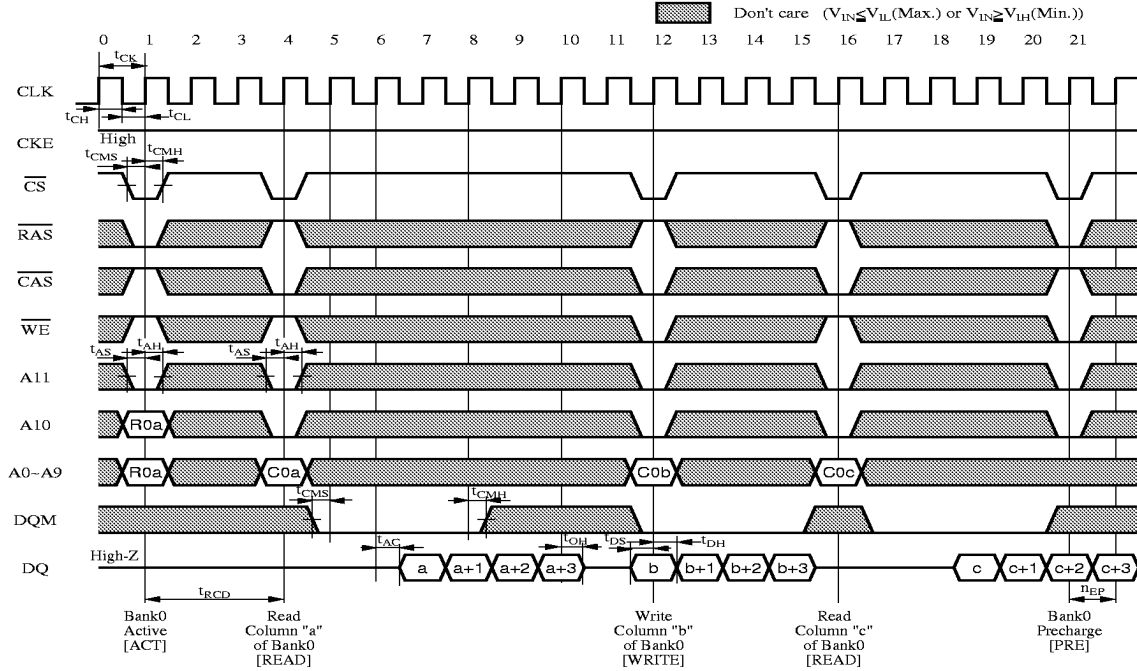 Don't care (VIN≤VIL(Max.) or VIN≥VIH(Min.))
0 1 2 3 4 5 6 7 8 9 10 11 12 13 14 15 16 17 18 19 20 21
tCK
CLK
tCH tCL
CKE High
tCMS tCMH
CS
RAS
CAS
WE
tAS tAH tAS tAH
A11
A10 R0a
A0~A9 R0a C0a C0b C0c
tCMS tCMH
DQM
tAC tOH tDS tDH
High-Z
DQ a a+1 a+2 a+3 b b+1 b+2 b+3 c c+1 c+2 c+3
tRCD nEP
Bank0
Active
[ACT]
Read
Column "a"
of Bank0
[READ]
Write
Column "b"
of Bank0
[WRITE]
Read
Column "c"
of Bank0
[READ]
Bank0
Precharge
[PRE]